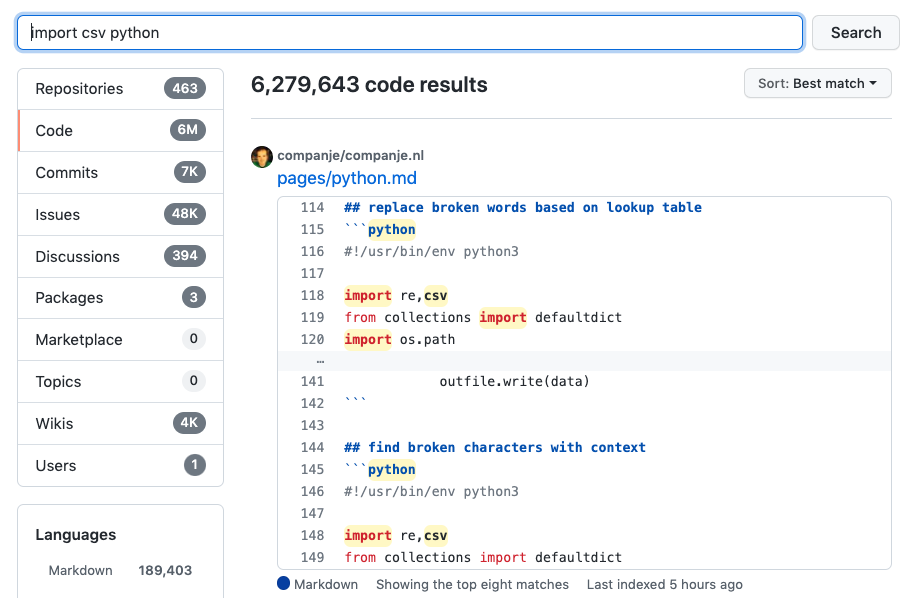 import csv python
Search
Repositories 463
Code 6M
Commits 7K
Issues 48K
Discussions 394
Packages 3
Marketplace 0
Topics 0
Wikis 4K
Users 1
Languages
Markdown 189,403
6,279,643 code results
Sort: Best match
companje/companje.nl
pages/python.md
114 ## replace broken words based on lookup table
115 ```python
116 #!/usr/bin/env python3
117
118 import re,csv
119 from collections import defaultdict
120 import os.path
…
141             outfile.write(data)
142 ```
143
144 ## find broken characters with context
145 ```python
146 #!/usr/bin/env python3
147
148 import re,csv
149 from collections import defaultdict
Markdown Showing the top eight matches Last indexed 5 hours ago